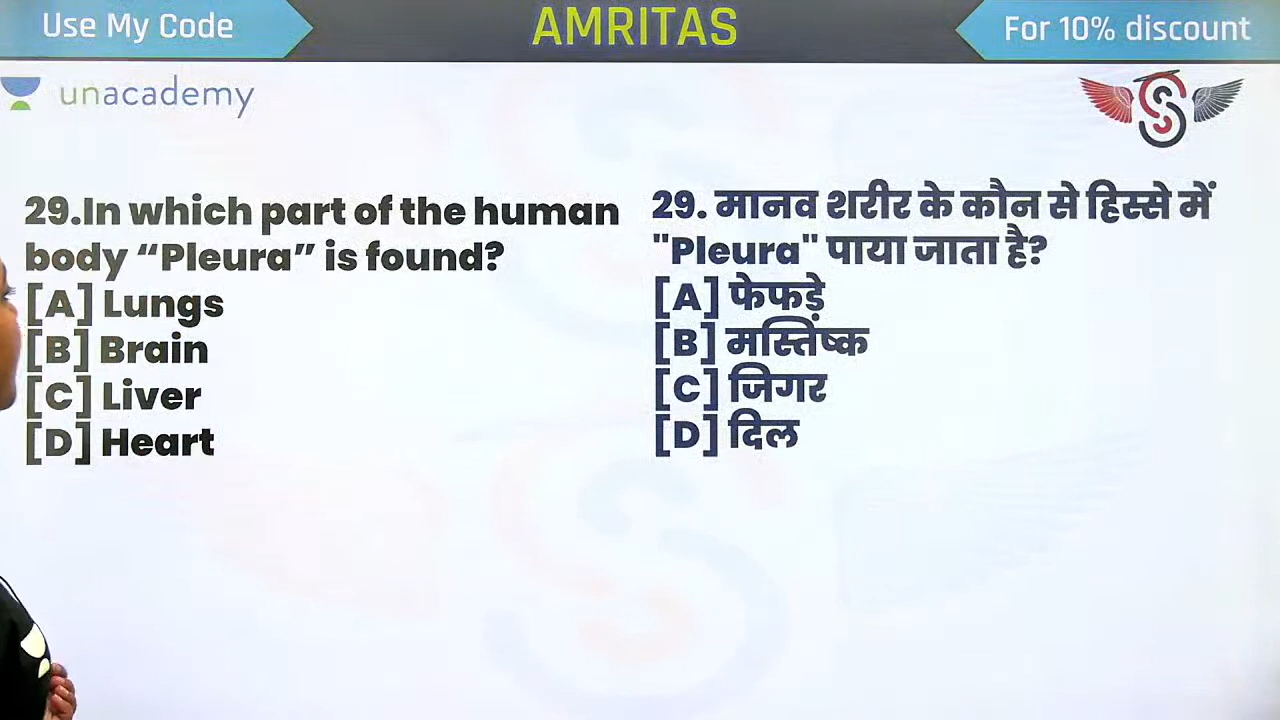 Use My Code
AMRITAS
For 10% discount
unacademy
29.In which part of the human
body “Pleura” is found?
[A] Lungs
[B] Brain
[C] Liver
[D] Heart
29. मानव शरीर के कौन से हिस्से में
"Pleura" पाया जाता है?
[A] फेफड़े
[B] मस्तिष्क
[C] जिगर
[D] दिल